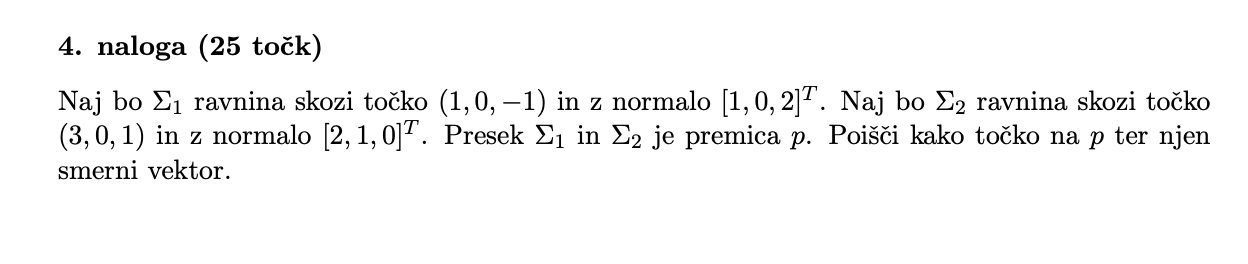 4. naloga (25 točk)
Naj bo Σ₁ ravnina skozi točko (1, 0, −1) in z normalo [1, 0, 2]ᵀ. Naj bo Σ₂ ravnina skozi točko
(3, 0, 1) in z normalo [2, 1, 0]ᵀ. Presek Σ₁ in Σ₂ je premica p. Poišči kako točko na p ter njen
smerni vektor.